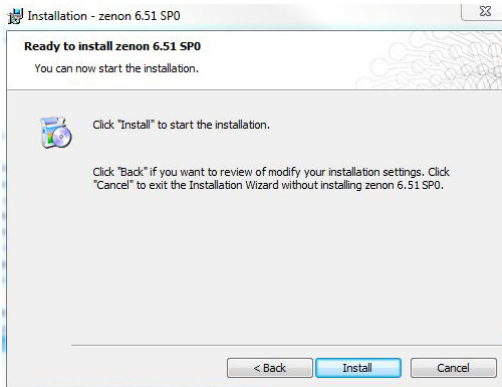 Installation - zenon 6.51 SP0
Ready to install zenon 6.51 SP0
You can now start the installation.
Click "Install" to start the installation.
Click "Back" if you want to review of modify your installation settings. Click
"Cancel" to exit the Installation Wizard without installing zenon 6.51 SP0.
< Back
Install
Cancel